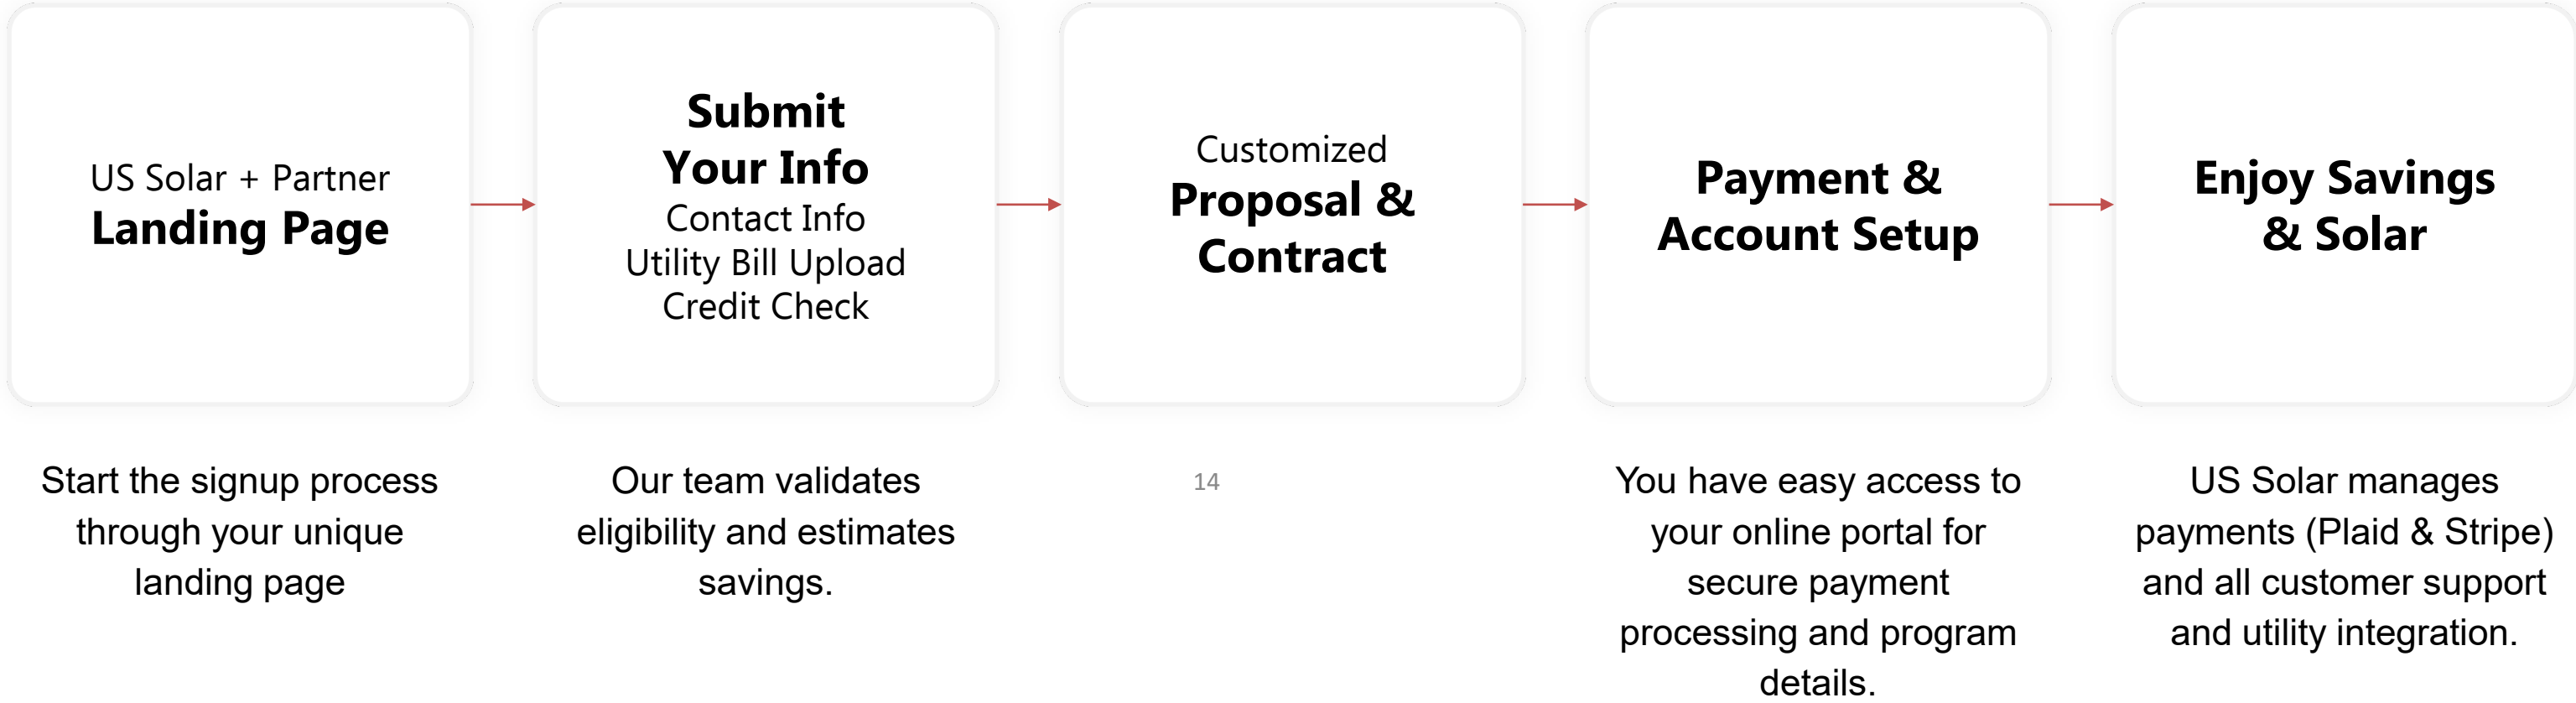 US Solar + Partner
Landing Page
Submit
Your Info
Contact Info
Utility Bill Upload
Credit Check
Customized
Proposal &
Contract
Payment &
Account Setup
Enjoy Savings
& Solar
Start the signup process
through your unique
landing page
Our team validates
eligibility and estimates
savings.
14
You have easy access to
your online portal for
secure payment
processing and program
details.
US Solar manages
payments (Plaid & Stripe)
and all customer support
and utility integration.